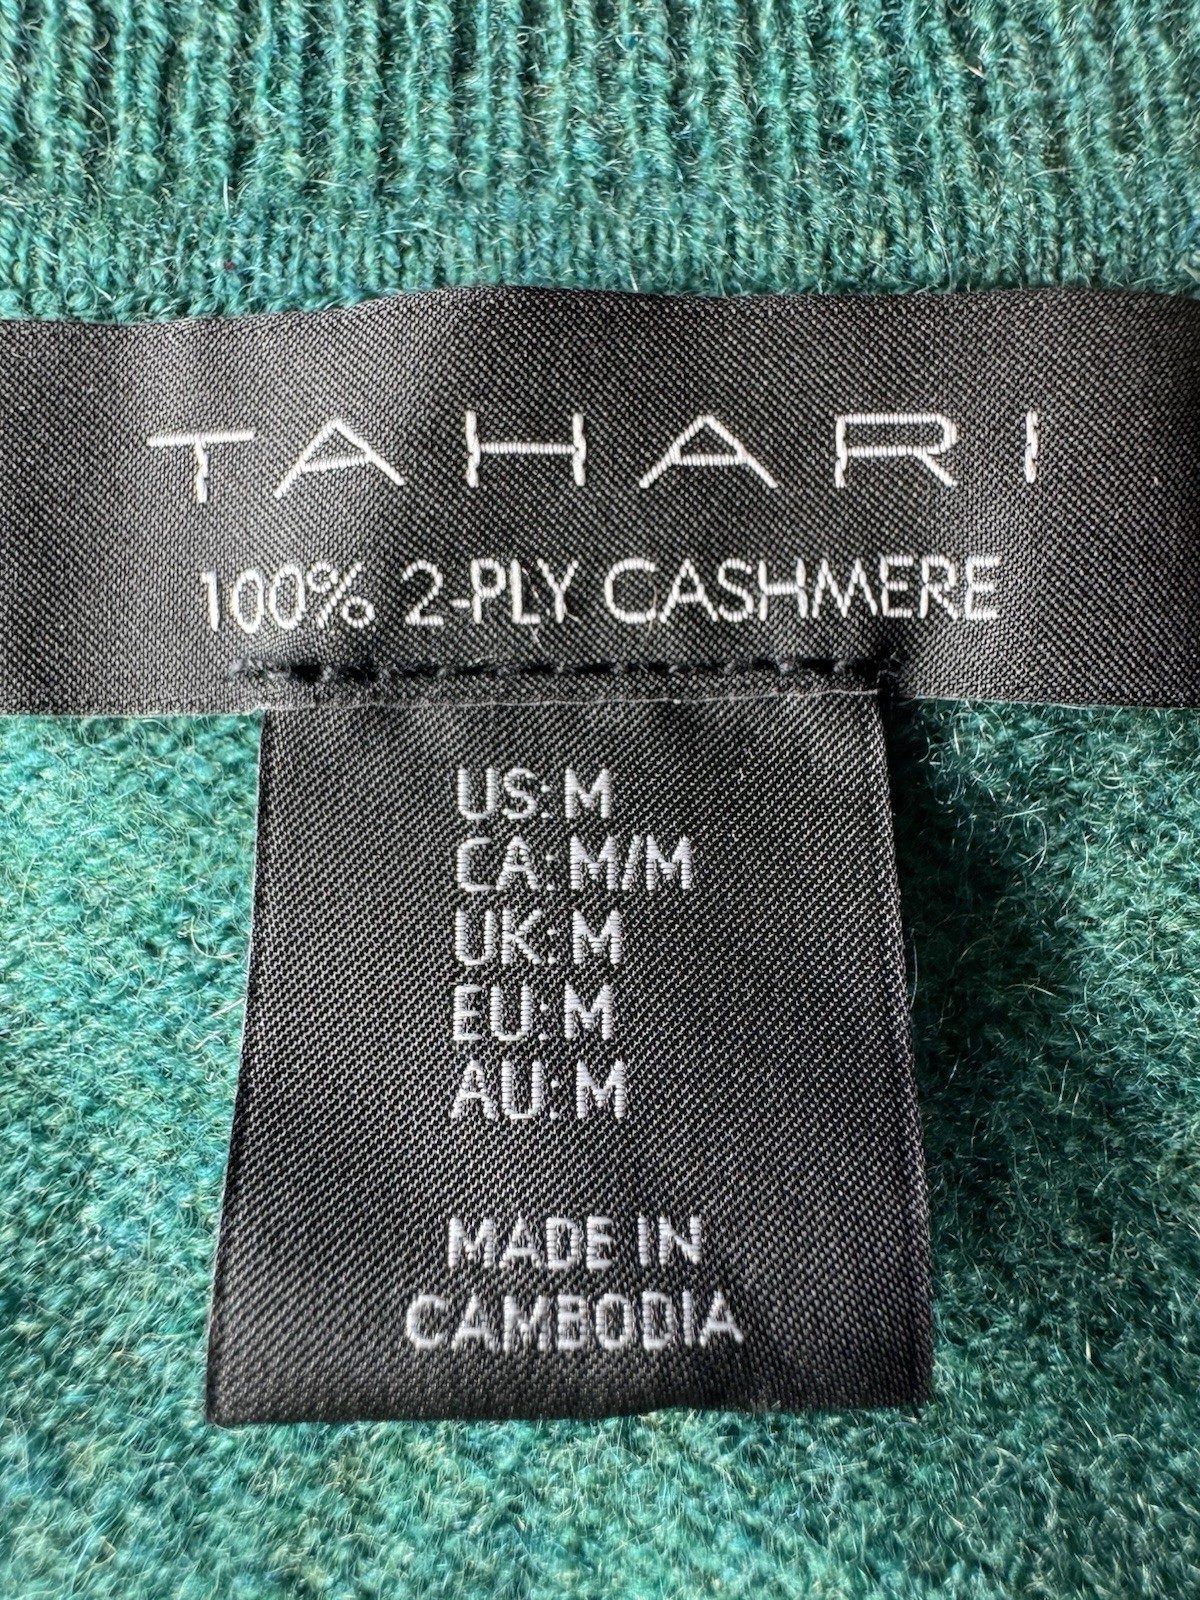 TAHARI
100% 2-PLY CASHMERE
US: M
CA: M/M
UK: M
EU: M
AU: M
MADE IN
CAMBODIA